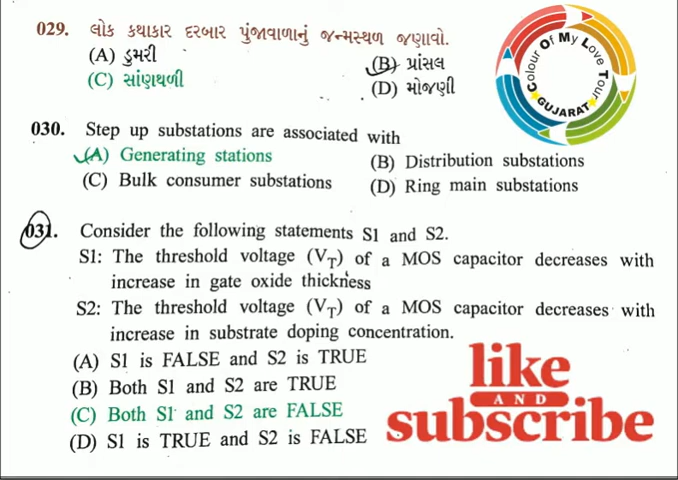 029. લોક કથાકાર દરબાર પુંજાવાળાનું જન્મસ્થળ જણાવો.
(A) ડુમરી
(B) પ્રાંસલ
(C) સાંણથળી
(D) મોજણી
030. Step up substations are associated with
(A) Generating stations
(B) Distribution substations
(C) Bulk consumer substations
(D) Ring main substations
031. Consider the following statements S1 and S2.
S1: The threshold voltage (V_T) of a MOS capacitor decreases with
increase in gate oxide thickness
S2: The threshold voltage (V_T) of a MOS capacitor decreases with
increase in substrate doping concentration.
(A) S1 is FALSE and S2 is TRUE
(B) Both S1 and S2 are TRUE
(C) Both S1 and S2 are FALSE
(D) S1 is TRUE and S2 is FALSE
Colour Of My Love Tour
GUJARAT
like
AND
subscribe